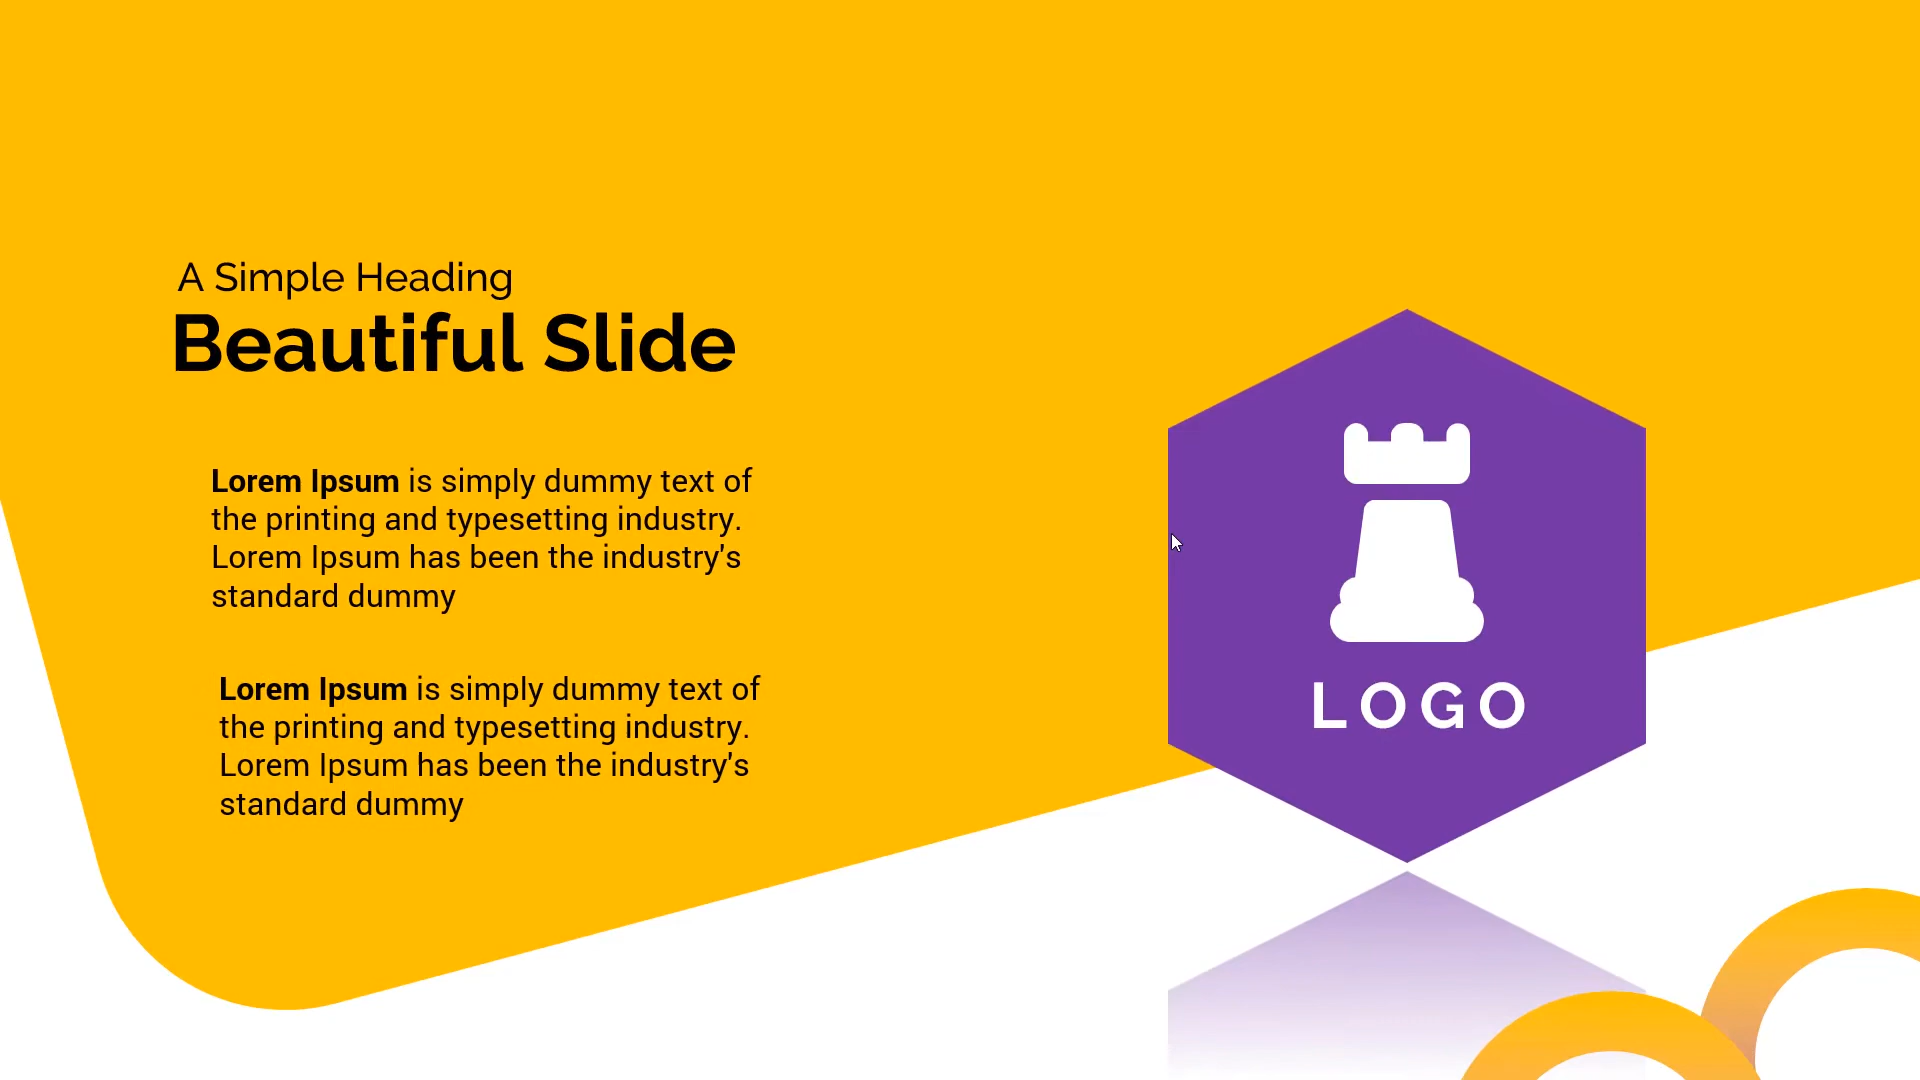 A Simple Heading
Beautiful Slide
Lorem Ipsum is simply dummy text of
the printing and typesetting industry.
Lorem Ipsum has been the industry's
standard dummy
Lorem Ipsum is simply dummy text of
the printing and typesetting industry.
Lorem Ipsum has been the industry's
standard dummy
LOGO